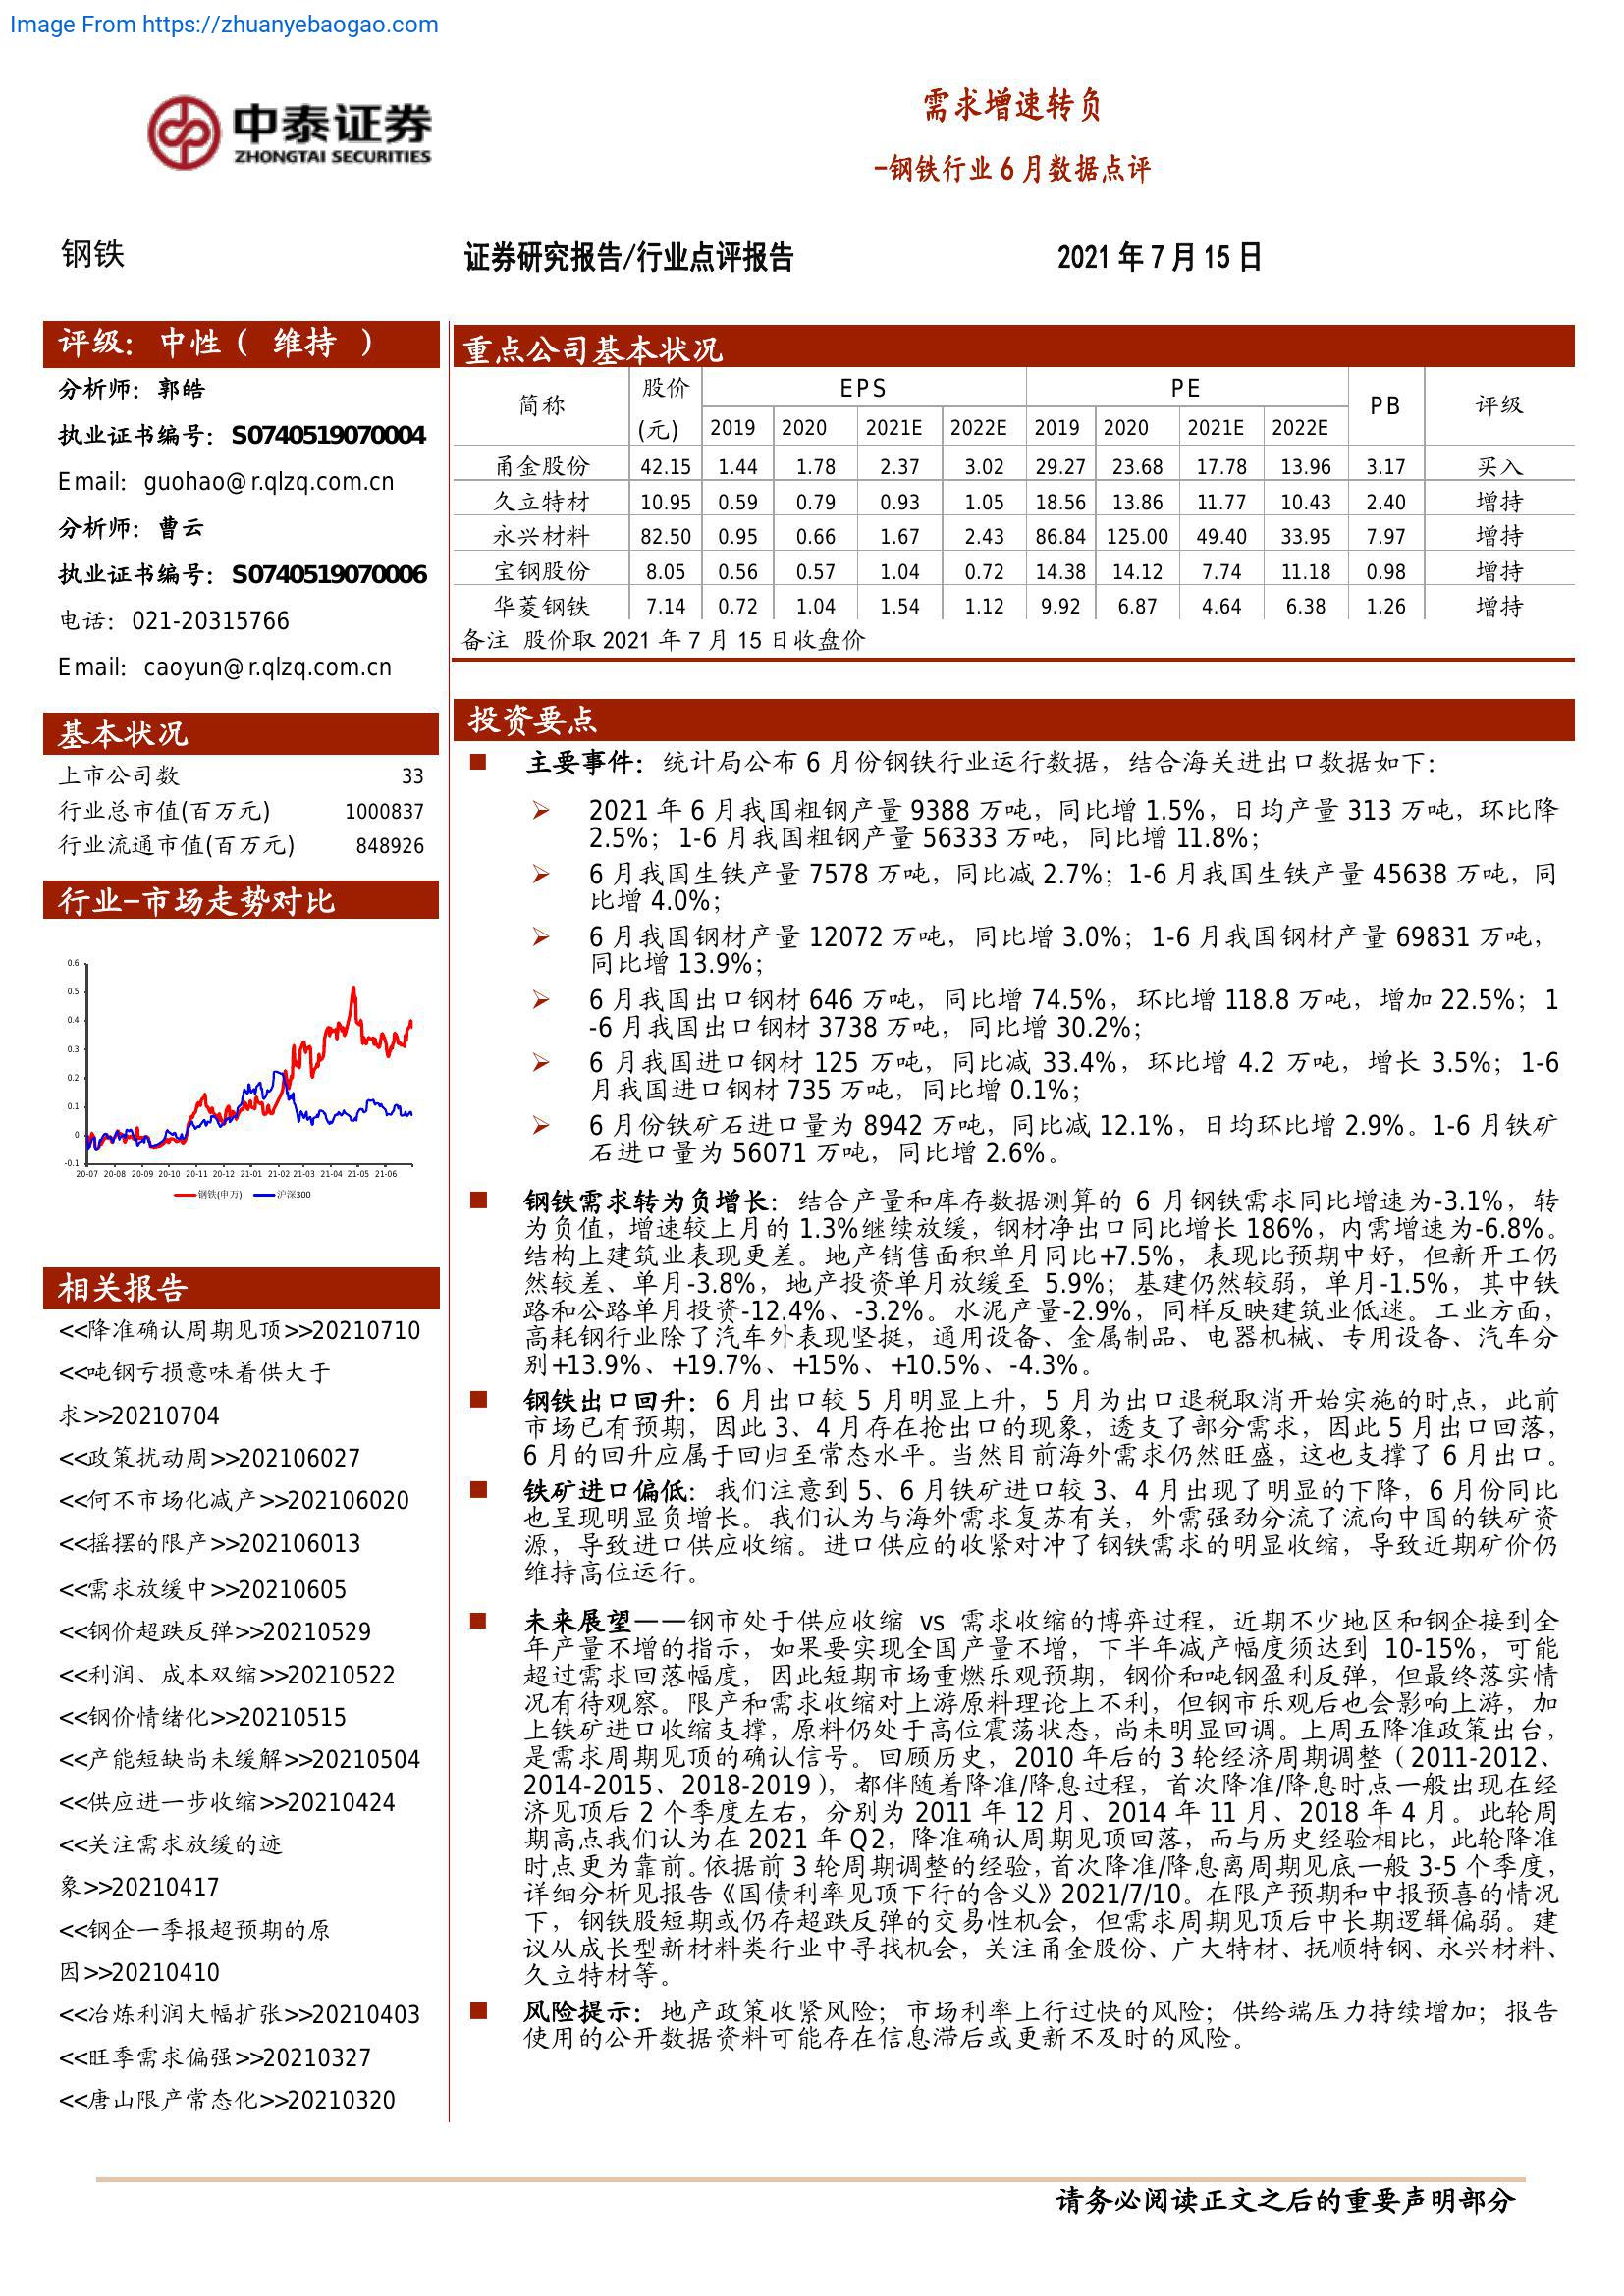 Image From https://zhuanyebaogao.com
中泰证券
ZHONGTAI SECURITIES
需求增速转负
-钢铁行业 6 月数据点评
钢铁
证券研究报告/行业点评报告
2021 年 7 月 15 日
评级：中性（ 维持 ）
分析师：郭皓
执业证书编号：S0740519070004
Email：guohao@r.qlzq.com.cn
分析师：曹云
执业证书编号：S0740519070006
电话：021-20315766
Email：caoyun@r.qlzq.com.cn
基本状况
上市公司数 33
行业总市值(百万元) 1000837
行业流通市值(百万元) 848926
行业-市场走势对比
0.6
0.5
0.4
0.3
0.2
0.1
0
-0.1
20-07 20-08 20-09 20-10 20-11 20-12 21-01 21-02 21-03 21-04 21-05 21-06
钢铁(申万) 沪深300
相关报告
<<降准确认周期见顶>>20210710
<<吨钢亏损意味着供大于
求>>20210704
<<政策扰动周>>202106027
<<何不市场化减产>>202106020
<<摇摆的限产>>202106013
<<需求放缓中>>20210605
<<钢价超跌反弹>>20210529
<<利润、成本双缩>>20210522
<<钢价情绪化>>20210515
<<产能短缺尚未缓解>>20210504
<<供应进一步收缩>>20210424
<<关注需求放缓的迹
象>>20210417
<<钢企一季报超预期的原
因>>20210410
<<冶炼利润大幅扩张>>20210403
<<旺季需求偏强>>20210327
<<唐山限产常态化>>20210320
重点公司基本状况
简称 股价 EPS PE PB 评级
(元) 2019 2020 2021E 2022E 2019 2020 2021E 2022E
甬金股份 42.15 1.44 1.78 2.37 3.02 29.27 23.68 17.78 13.96 3.17 买入
久立特材 10.95 0.59 0.79 0.93 1.05 18.56 13.86 11.77 10.43 2.40 增持
永兴材料 82.50 0.95 0.66 1.67 2.43 86.84 125.00 49.40 33.95 7.97 增持
宝钢股份 8.05 0.56 0.57 1.04 0.72 14.38 14.12 7.74 11.18 0.98 增持
华菱钢铁 7.14 0.72 1.04 1.54 1.12 9.92 6.87 4.64 6.38 1.26 增持
备注 股价取 2021 年 7 月 15 日收盘价
投资要点
■ 主要事件：统计局公布 6 月份钢铁行业运行数据，结合海关进出口数据如下：
➢ 2021 年 6 月我国粗钢产量 9388 万吨，同比增 1.5%，日均产量 313 万吨，环比降
2.5%；1-6 月我国粗钢产量 56333 万吨，同比增 11.8%；
➢ 6 月我国生铁产量 7578 万吨，同比减 2.7%；1-6 月我国生铁产量 45638 万吨，同
比增 4.0%；
➢ 6 月我国钢材产量 12072 万吨，同比增 3.0%；1-6 月我国钢材产量 69831 万吨，
同比增 13.9%；
➢ 6 月我国出口钢材 646 万吨，同比增 74.5%，环比增 118.8 万吨，增加 22.5%；1
-6 月我国出口钢材 3738 万吨，同比增 30.2%；
➢ 6 月我国进口钢材 125 万吨，同比减 33.4%，环比增 4.2 万吨，增长 3.5%；1-6
月我国进口钢材 735 万吨，同比增 0.1%；
➢ 6 月份铁矿石进口量为 8942 万吨，同比减 12.1%，日均环比增 2.9%。1-6 月铁矿
石进口量为 56071 万吨，同比增 2.6%。
■ 钢铁需求转为负增长：结合产量和库存数据测算的 6 月钢铁需求同比增速为-3.1%，转
为负值，增速较上月的 1.3%继续放缓，钢材净出口同比增长 186%，内需增速为-6.8%。
结构上建筑业表现更差。地产销售面积单月同比+7.5%，表现比预期中好，但新开工仍
然较差、单月-3.8%，地产投资单月放缓至 5.9%；基建仍然较弱，单月-1.5%，其中铁
路和公路单月投资-12.4%、-3.2%。水泥产量-2.9%，同样反映建筑业低迷。工业方面，
高耗钢行业除了汽车外表现坚挺，通用设备、金属制品、电器机械、专用设备、汽车分
别+13.9%、+19.7%、+15%、+10.5%、-4.3%。
■ 钢铁出口回升：6 月出口较 5 月明显上升，5 月为出口退税取消开始实施的时点，此前
市场已有预期，因此 3、4 月存在抢出口的现象，透支了部分需求，因此 5 月出口回落，
6 月的回升应属于回归至常态水平。当然目前海外需求仍然旺盛，这也支撑了 6 月出口。
■ 铁矿进口偏低：我们注意到 5、6 月铁矿进口较 3、4 月出现了明显的下降，6 月份同比
也呈现明显负增长。我们认为与海外需求复苏有关，外需强劲分流了流向中国的铁矿资
源，导致进口供应收缩。进口供应的收紧对冲了钢铁需求的明显收缩，导致近期矿价仍
维持高位运行。
■ 未来展望——钢市处于供应收缩 vs 需求收缩的博弈过程，近期不少地区和钢企接到全
年产量不增的指示，如果要实现全国产量不增，下半年减产幅度须达到 10-15%，可能
超过需求回落幅度，因此短期市场重燃乐观预期，钢价和吨钢盈利反弹，但最终落实情
况有待观察。限产和需求收缩对上游原料理论上不利，但钢市乐观后也会影响上游，加
上铁矿进口收缩支撑，原料仍处于高位震荡状态，尚未明显回调。上周五降准政策出台，
是需求周期见顶的确认信号。回顾历史，2010 年后的 3 轮经济周期调整（2011-2012、
2014-2015、2018-2019），都伴随着降准/降息过程，首次降准/降息时点一般出现在经
济见顶后 2 个季度左右，分别为 2011 年 12 月、2014 年 11 月、2018 年 4 月。此轮周
期高点我们认为在 2021 年 Q2，降准确认周期见顶回落，而与历史经验相比，此轮降准
时点更为靠前。依据前 3 轮周期调整的经验，首次降准/降息离周期见底一般 3-5 个季度，
详细分析见报告《国债利率见顶下行的含义》2021/7/10。在限产预期和中报预喜的情况
下，钢铁股短期或仍存超跌反弹的交易性机会，但需求周期见顶后中长期逻辑偏弱。建
议从成长型新材料类行业中寻找机会，关注甬金股份、广大特材、抚顺特钢、永兴材料、
久立特材等。
■ 风险提示：地产政策收紧风险；市场利率上行过快的风险；供给端压力持续增加；报告
使用的公开数据资料可能存在信息滞后或更新不及时的风险。
请务必阅读正文之后的重要声明部分